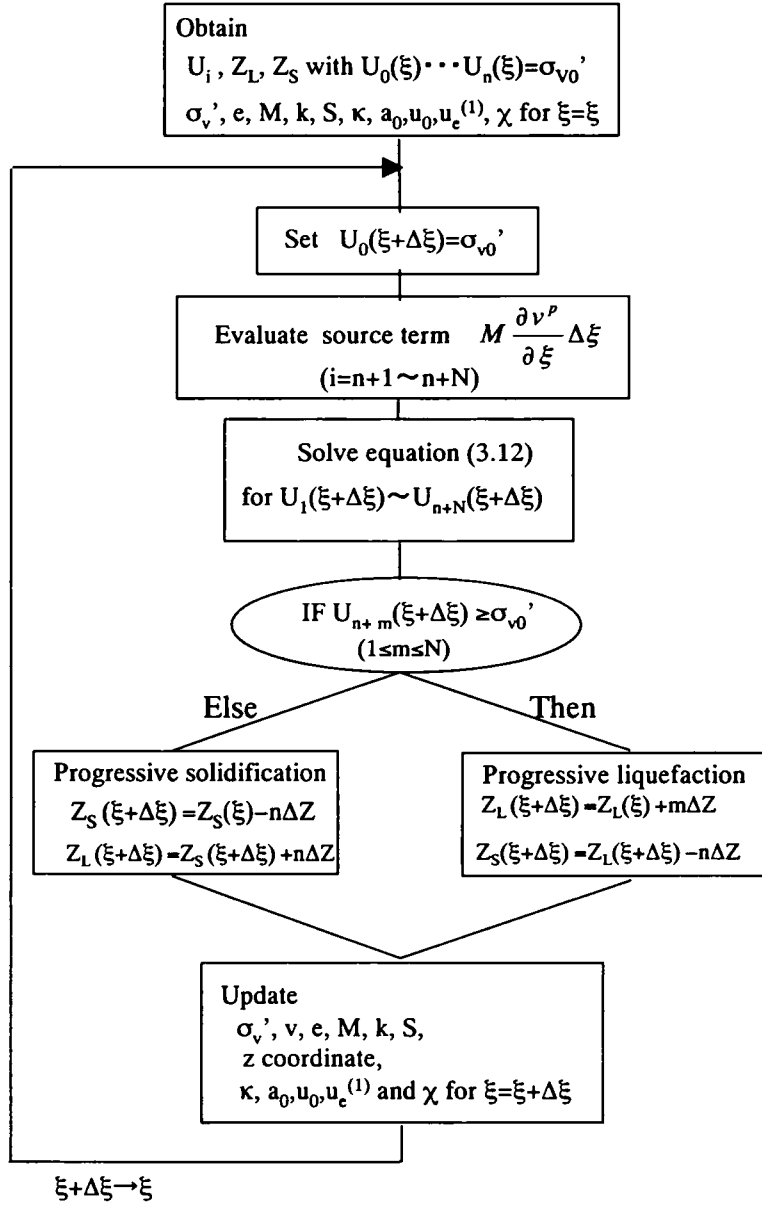 Obtain
U_i , Z_L, Z_S with U_0(ξ)···U_n(ξ)=σ_V0'
σ_v', e, M, k, S, κ, a_0,u_0,u_e^(1), χ for ξ=ξ
Set U_0(ξ+Δξ)=σ_v0'
Evaluate source term M ∂v^p/∂ξ Δξ
(i=n+1~n+N)
Solve equation (3.12)
for U_1(ξ+Δξ)~U_n+N(ξ+Δξ)
IF U_n+ m(ξ+Δξ) ≥σ_v0'
(1≤m≤N)
Else
Then
Progressive solidification
Z_S(ξ+Δξ)=Z_S(ξ)−nΔZ
Z_L(ξ+Δξ)=Z_S(ξ+Δξ)+nΔZ
Progressive liquefaction
Z_L(ξ+Δξ)=Z_L(ξ)+mΔZ
Z_S(ξ+Δξ)=Z_L(ξ+Δξ)−nΔZ
Update
σ_v', v, e, M, k, S,
z coordinate,
κ, a_0,u_0,u_e^(1) and χ for ξ=ξ+Δξ
ξ+Δξ→ξ